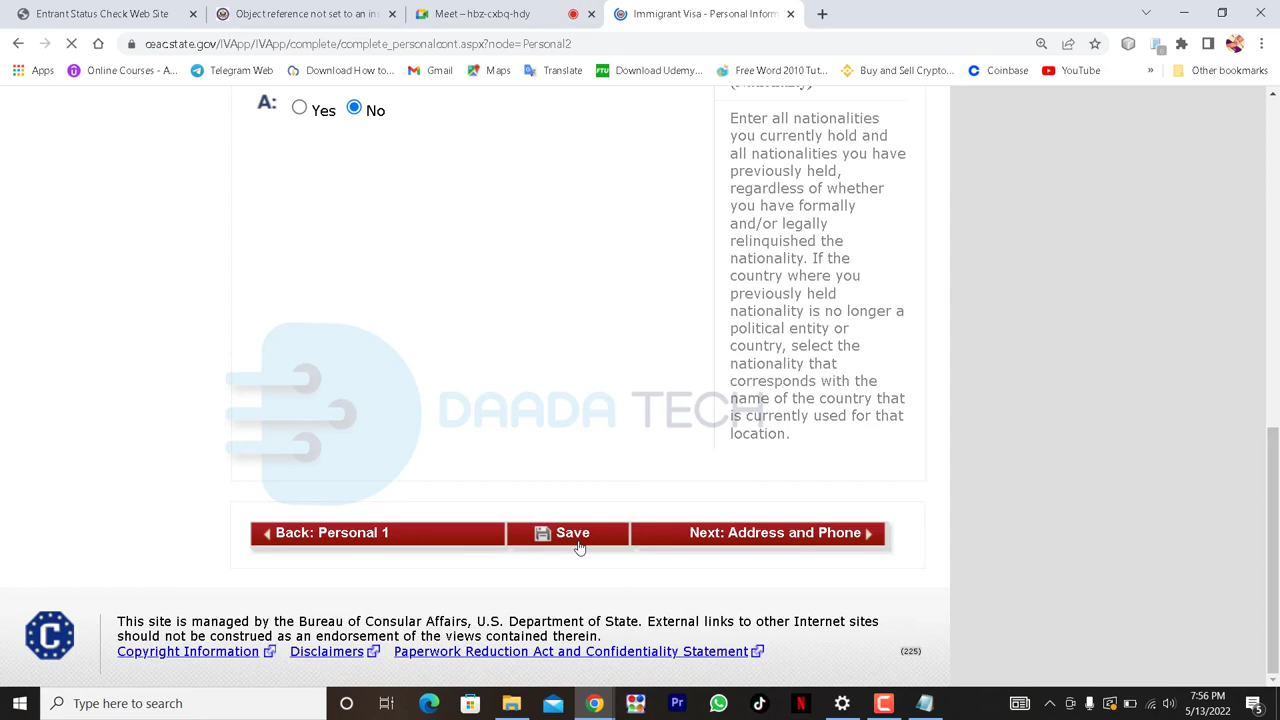 Entrant Status Check Web Site
Object reference not set to an in
Meet – hbz-cxbq-hdy
Immigrant Visa - Personal Inform
ceac.state.gov/IVApp/IVApp/complete/complete_personalcont.aspx?node=Personal2
Apps
Online Courses - A...
Telegram Web
Download How to...
Gmail
Maps
Translate
Download Udemy...
Free Word 2010 Tut...
Buy and Sell Crypto...
Coinbase
YouTube
Other bookmarks
A: Yes No
Enter all nationalities
you currently hold and
all nationalities you have
previously held,
regardless of whether
you have formally
and/or legally
relinquished the
nationality. If the
country where you
previously held
nationality is no longer a
political entity or
country, select the
nationality that
corresponds with the
name of the country that
is currently used for that
location.
DAADA TECH
Back: Personal 1
Save
Next: Address and Phone
This site is managed by the Bureau of Consular Affairs, U.S. Department of State. External links to other Internet sites
should not be construed as an endorsement of the views contained therein.
Copyright Information
Disclaimers
Paperwork Reduction Act and Confidentiality Statement
(225)
Type here to search
7:56 PM
5/13/2022
5